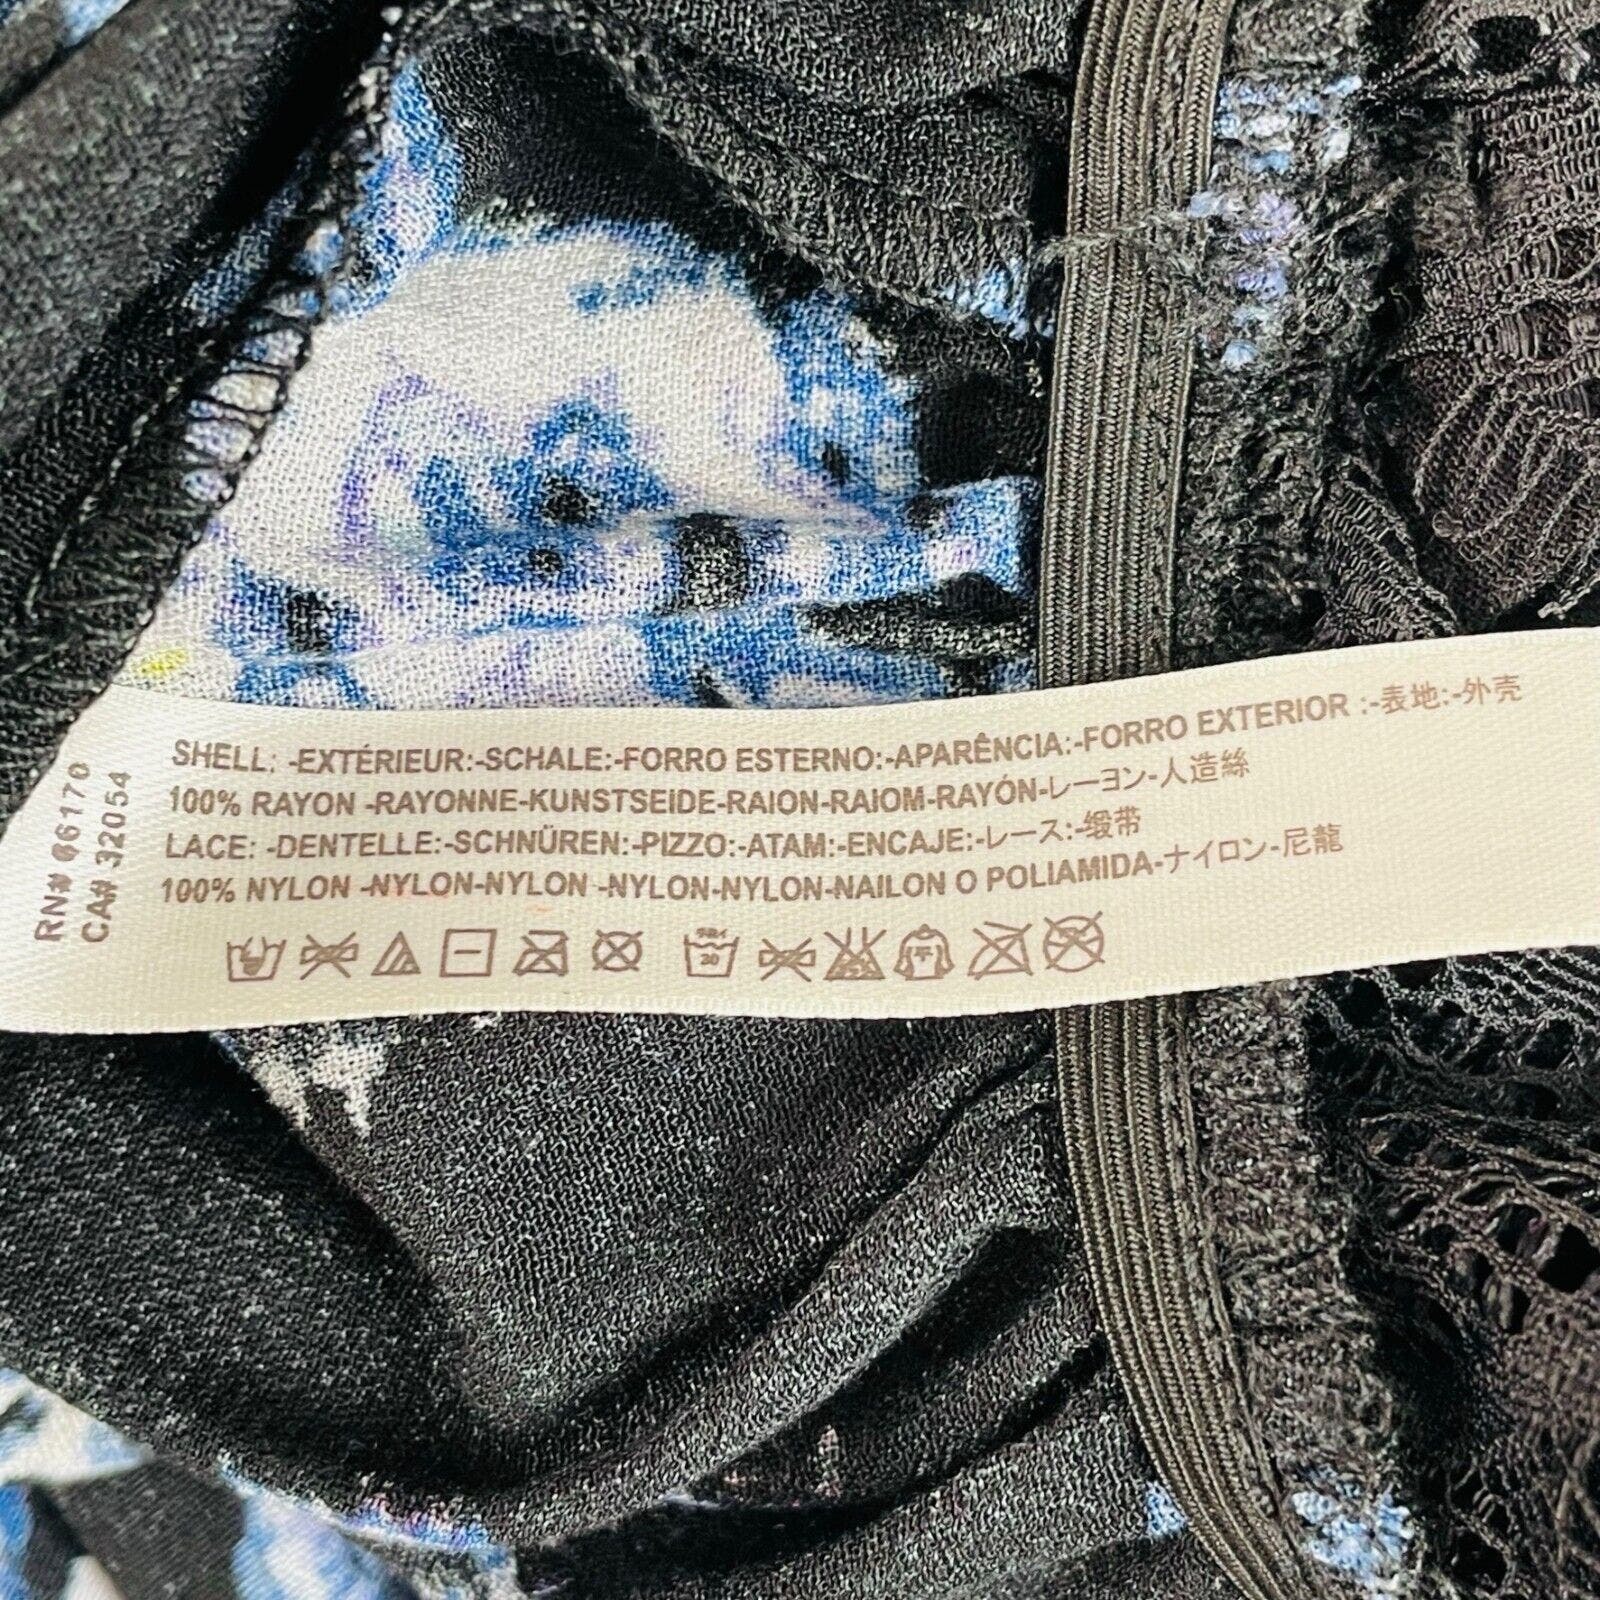 SHELL: -EXTÉRIEUR:-SCHALE:-FORRO ESTERNO:-APARÊNCIA:-FORRO EXTERIOR :-表地:-外壳
100% RAYON -RAYONNE-KUNSTSEIDE-RAION-RAIOM-RAYÓN-レーヨン-人造絲
LACE: -DENTELLE:-SCHNÜREN:-PIZZO:-ATAM:-ENCAJE:-レース:-缎带
100% NYLON -NYLON-NYLON -NYLON-NYLON-NAILON O POLIAMIDA-ナイロン-尼龍
RN# 66170
CA# 32054
30